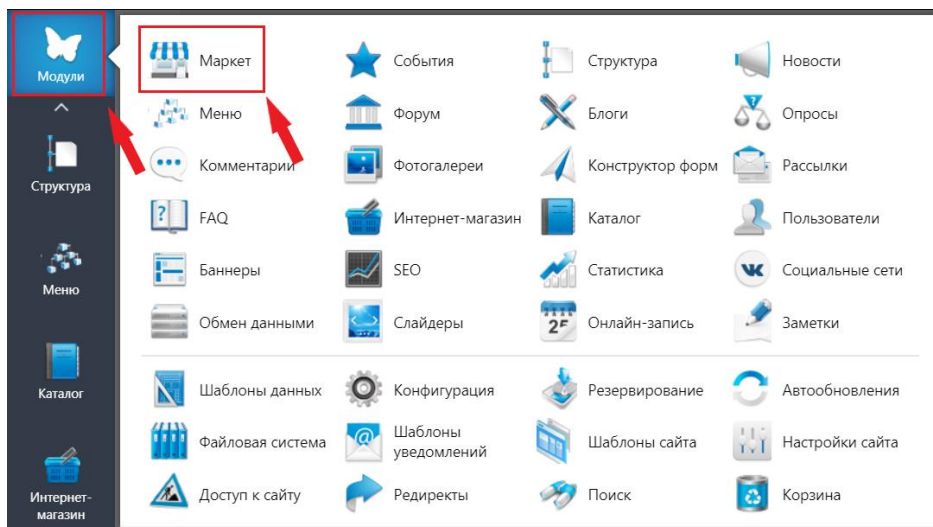 Модули
Структура
Меню
Каталог
Интернет-
магазин
Маркет
События
Структура
Новости
Меню
Форум
Блоги
Опросы
Комментарии
Фотогалереи
Конструктор форм
Рассылки
FAQ
Интернет-магазин
Каталог
Пользователи
Баннеры
SEO
Статистика
Социальные сети
Обмен данными
Слайдеры
25
Онлайн-запись
Заметки
Шаблоны данных
Конфигурация
Резервирование
Автообновления
Файловая система
Шаблоны
уведомлений
Шаблоны сайта
Настройки сайта
Доступ к сайту
Редиректы
Поиск
Корзина